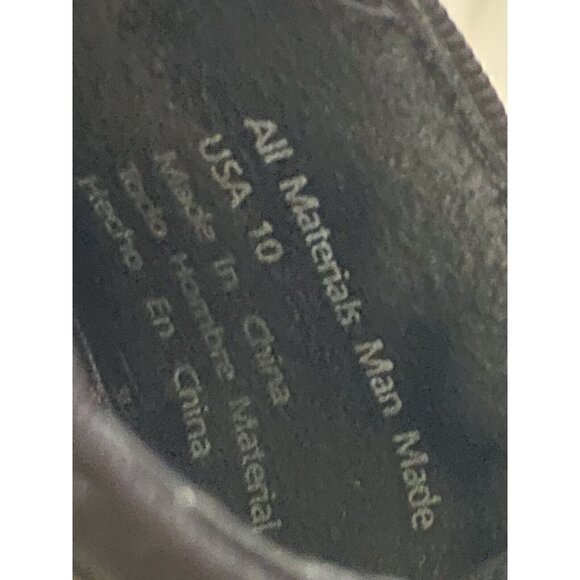 All Materials Man Made
USA 10
Made In China
Todo Hombre Material
Hecho En China